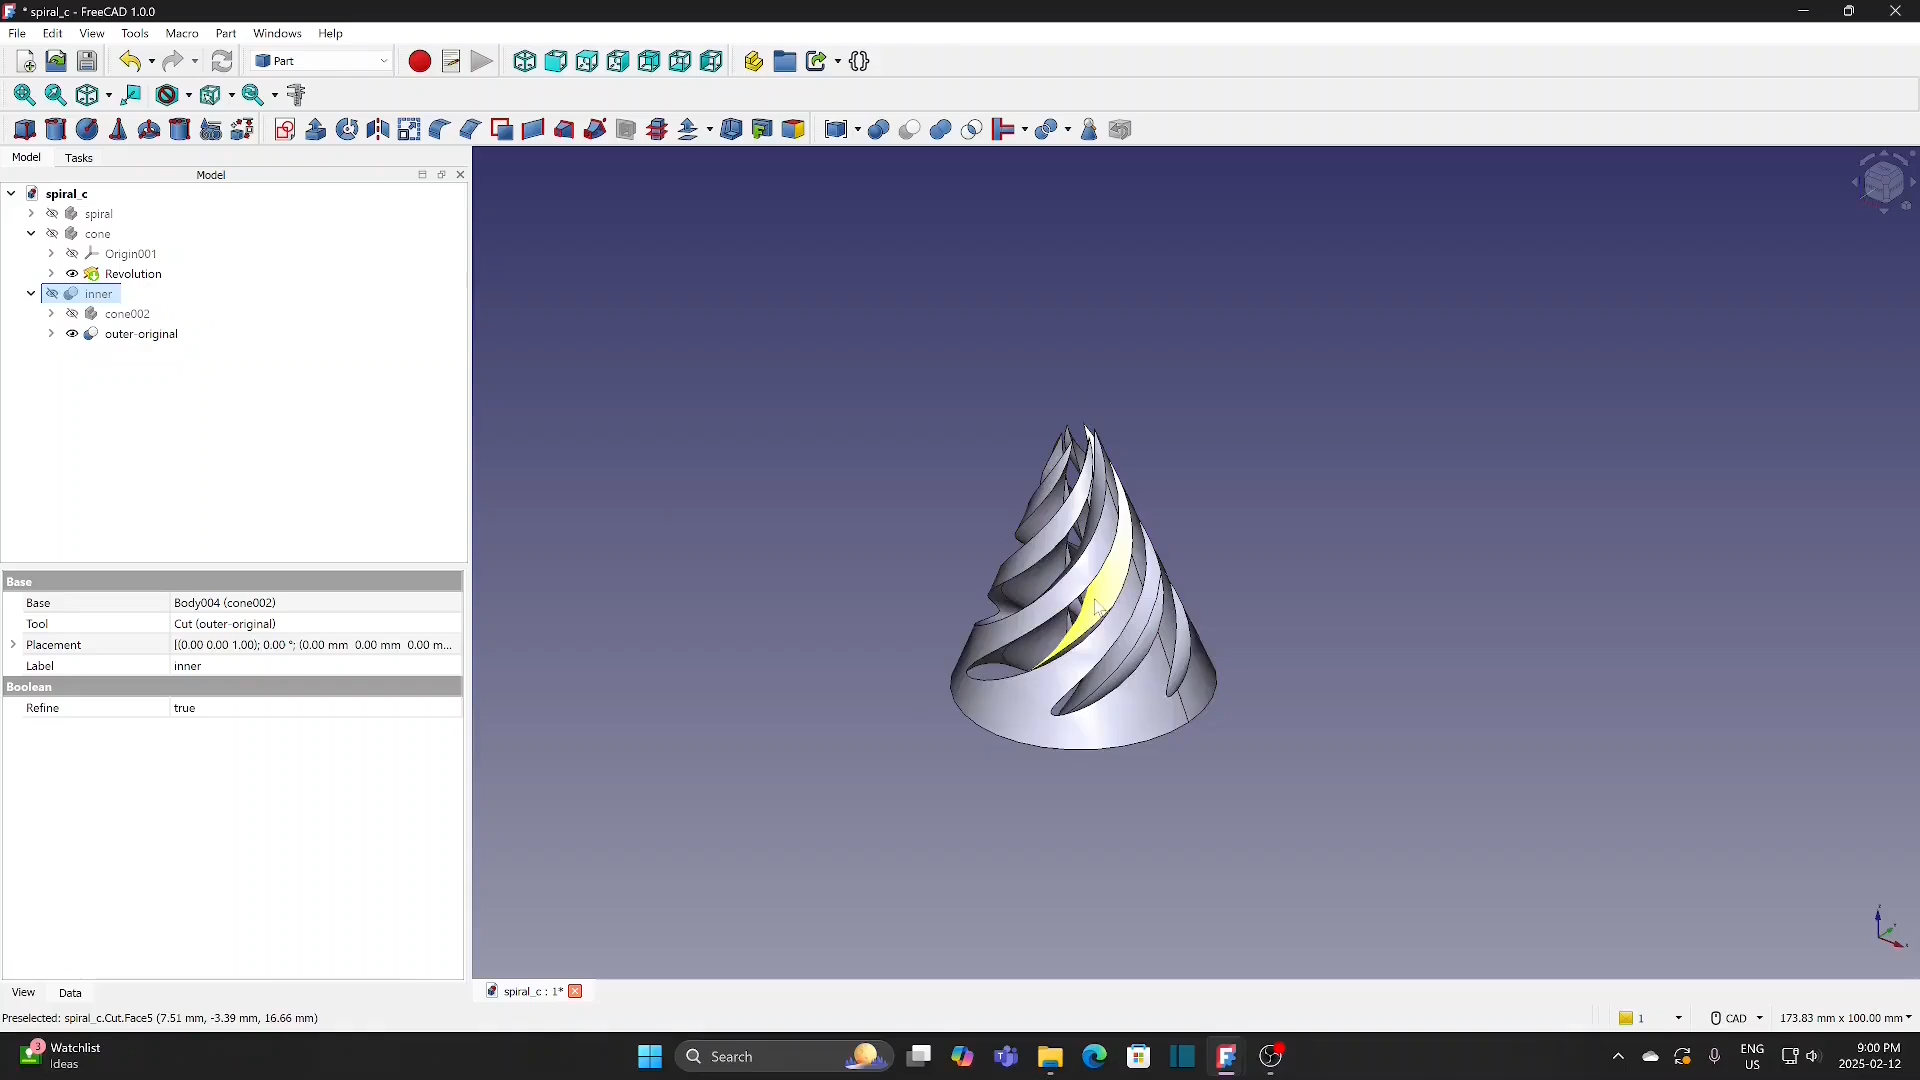 * spiral_c - FreeCAD 1.0.0
File Edit View Tools Macro Part Windows Help
Part
Model Tasks
Model
spiral_c
spiral
cone
Origin001
Revolution
inner
cone002
outer-original
Base
Base Body004 (cone002)
Tool Cut (outer-original)
Placement [(0.00 0.00 1.00); 0.00 °; (0.00 mm 0.00 mm 0.00 m...
Label inner
Boolean
Refine true
View Data
spiral_c : 1*
Preselected: spiral_c.Cut.Face5 (7.51 mm, -3.39 mm, 16.66 mm)
1
CAD
173.83 mm x 100.00 mm
3
Watchlist
Ideas
Search
ENG
US
9:00 PM
2025-02-12